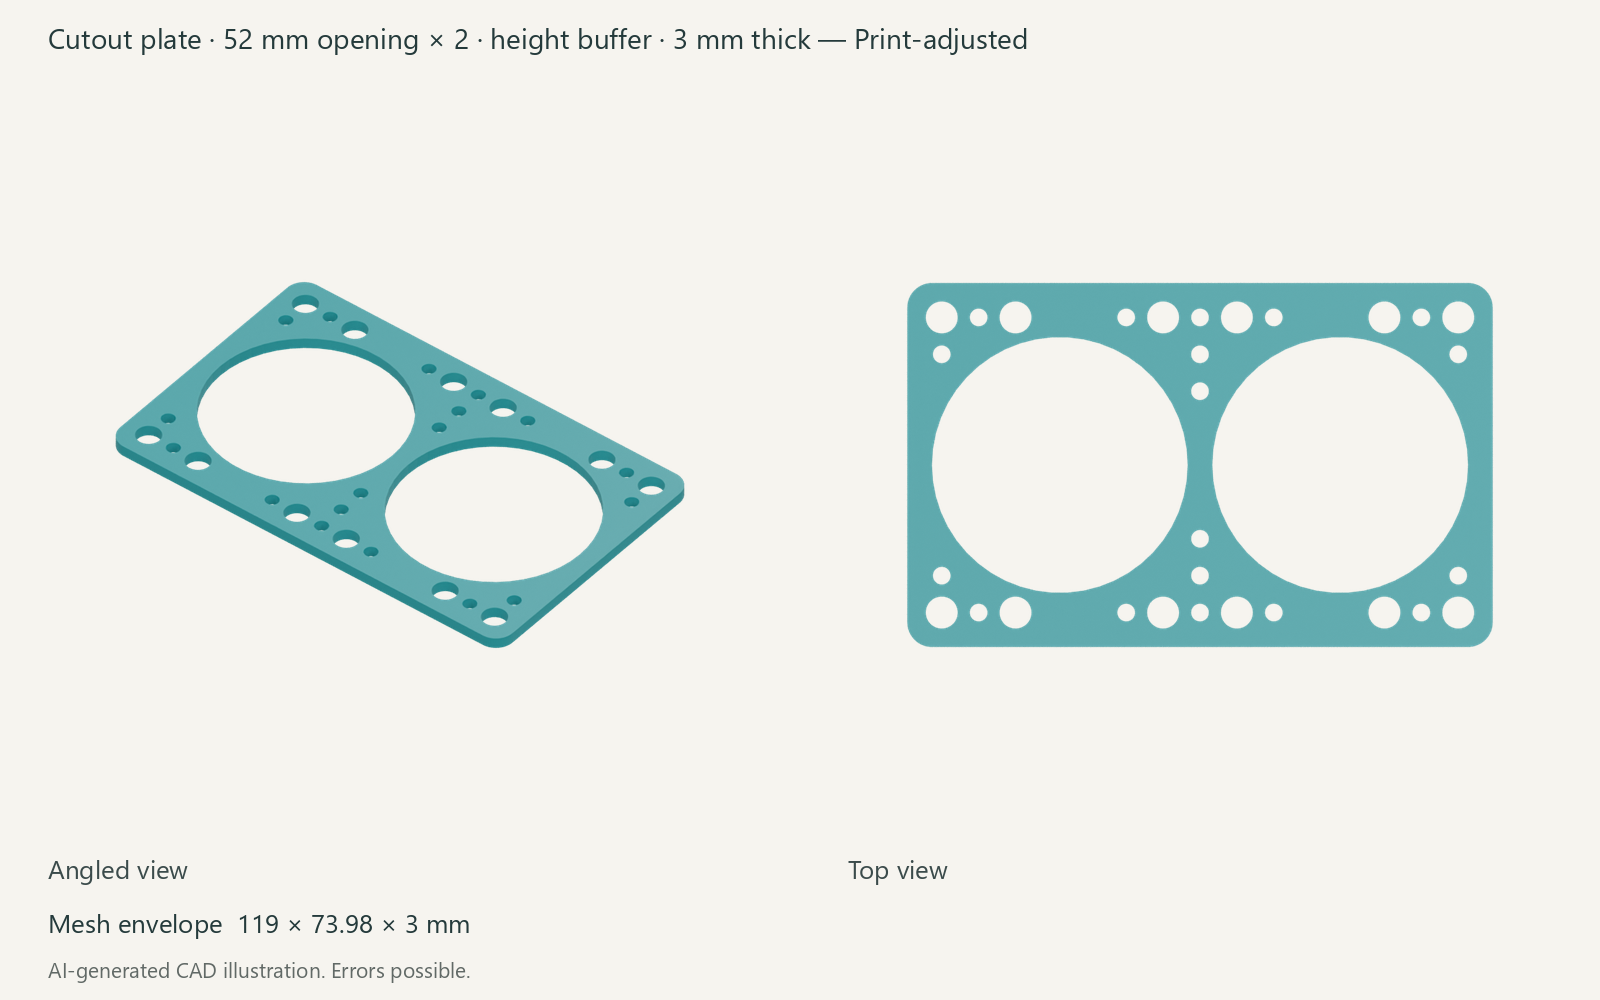 Cutout plate · 52 mm opening × 2 · height buffer · 3 mm thick — Print-adjusted
Angled view
Top view
Mesh envelope 119 × 73.98 × 3 mm
AI-generated CAD illustration. Errors possible.